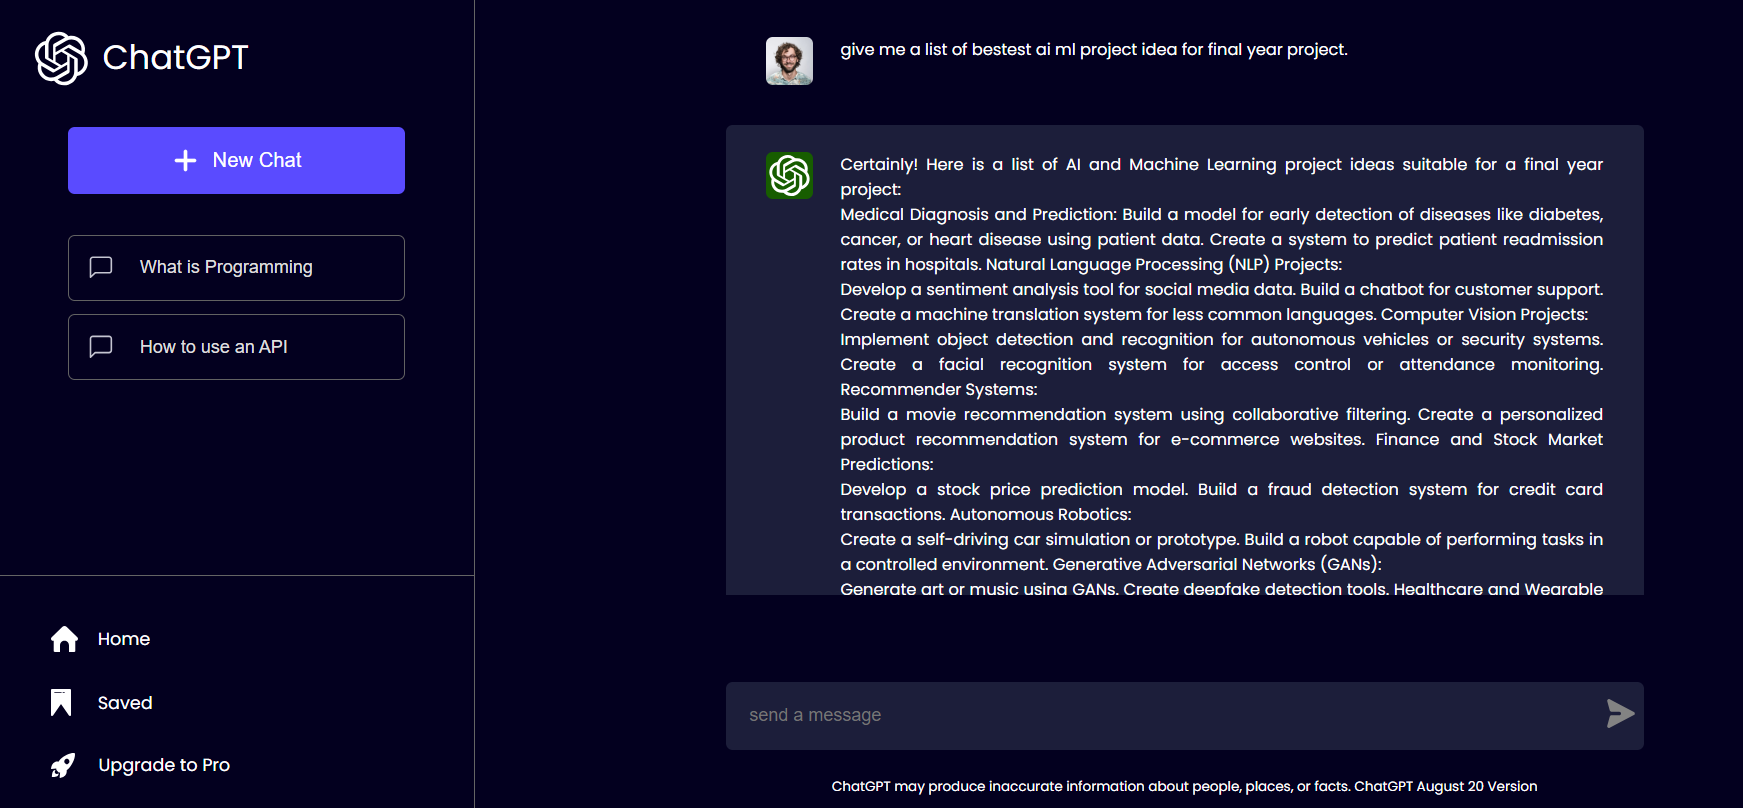 ChatGPT
New Chat
What is Programming
How to use an API
Home
Saved
Upgrade to Pro
give me a list of bestest ai ml project idea for final year project.
Certainly! Here is a list of AI and Machine Learning project ideas suitable for a final year
project:
Medical Diagnosis and Prediction: Build a model for early detection of diseases like diabetes,
cancer, or heart disease using patient data. Create a system to predict patient readmission
rates in hospitals. Natural Language Processing (NLP) Projects:
Develop a sentiment analysis tool for social media data. Build a chatbot for customer support.
Create a machine translation system for less common languages. Computer Vision Projects:
Implement object detection and recognition for autonomous vehicles or security systems.
Create a facial recognition system for access control or attendance monitoring.
Recommender Systems:
Build a movie recommendation system using collaborative filtering. Create a personalized
product recommendation system for e-commerce websites. Finance and Stock Market
Predictions:
Develop a stock price prediction model. Build a fraud detection system for credit card
transactions. Autonomous Robotics:
Create a self-driving car simulation or prototype. Build a robot capable of performing tasks in
a controlled environment. Generative Adversarial Networks (GANs):
Generate art or music using GANs. Create deepfake detection tools. Healthcare and Wearable
send a message
ChatGPT may produce inaccurate information about people, places, or facts. ChatGPT August 20 Version